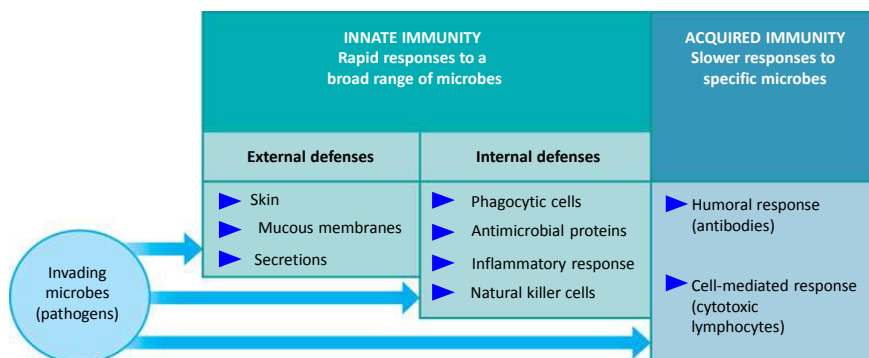 INNATE IMMUNITY
Rapid responses to a
broad range of microbes
ACQUIRED IMMUNITY
Slower responses to
specific microbes
External defenses
Internal defenses
Skin
Mucous membranes
Secretions
Phagocytic cells
Antimicrobial proteins
Inflammatory response
Natural killer cells
Humoral response
(antibodies)
Cell-mediated response
(cytotoxic
lymphocytes)
Invading
microbes
(pathogens)